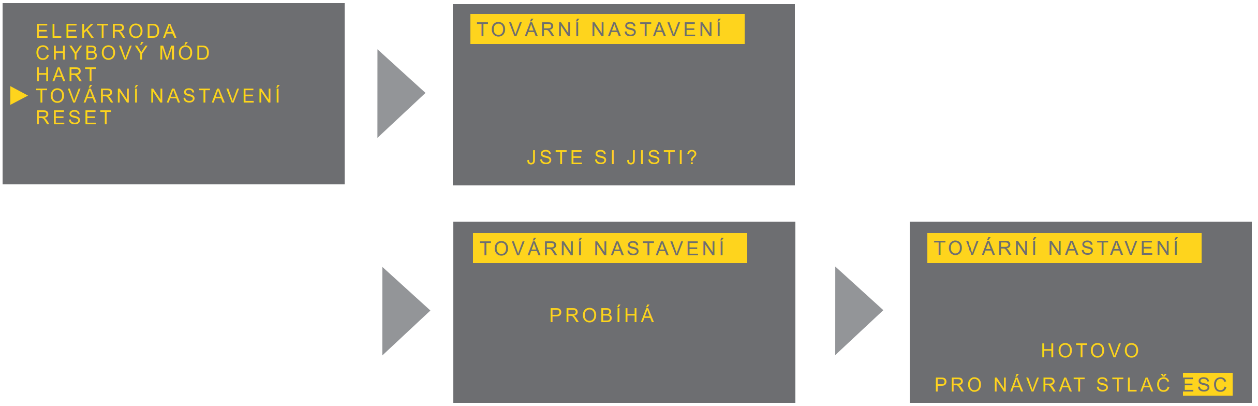 ELEKTRODA
CHYBOVÝ MÓD
HART
TOVÁRNÍ NASTAVENÍ
RESET
TOVÁRNÍ NASTAVENÍ
JSTE SI JISTI?
TOVÁRNÍ NASTAVENÍ
PROBÍHÁ
TOVÁRNÍ NASTAVENÍ
HOTOVO
PRO NÁVRAT STLAČ ESC